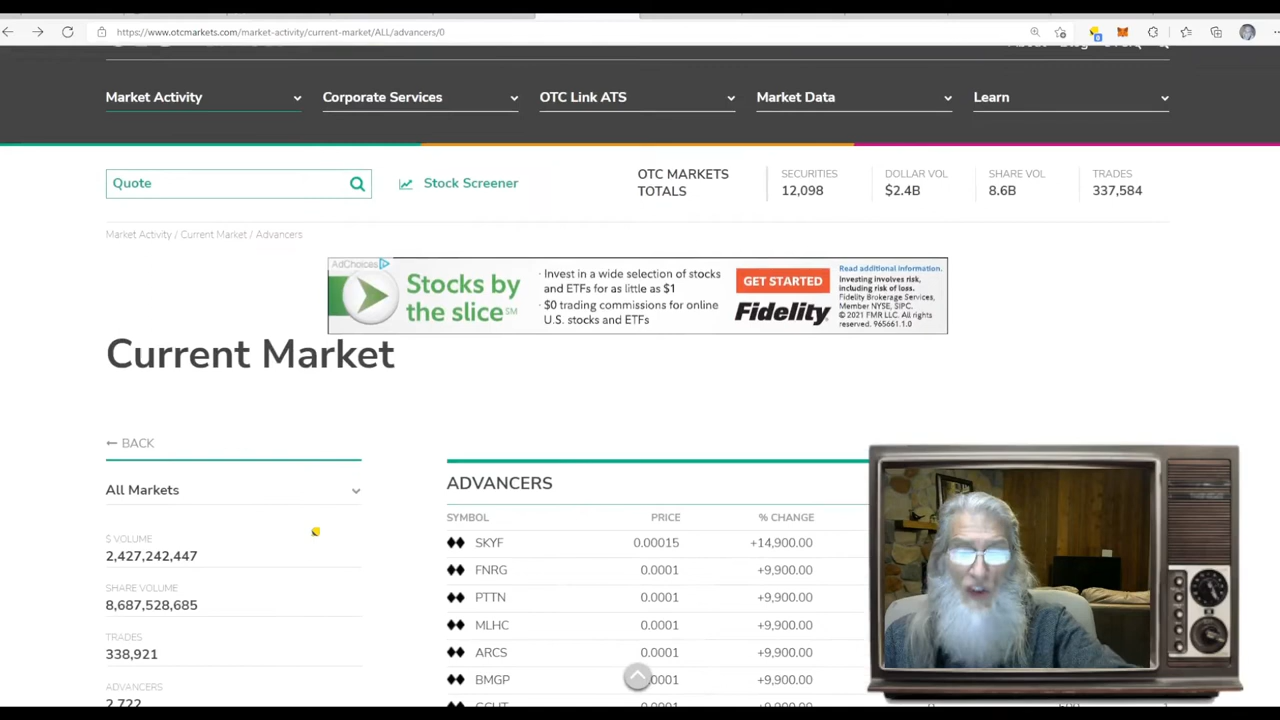 https://www.otcmarkets.com/market-activity/current-market/ALL/advancers/0
Market Activity
Corporate Services
OTC Link ATS
Market Data
Learn
Quote
Stock Screener
OTC MARKETS TOTALS
SECURITIES
12,098
DOLLAR VOL
$2.4B
SHARE VOL
8.6B
TRADES
337,584
Market Activity / Current Market / Advancers
AdChoices
Stocks by
the slice℠
· Invest in a wide selection of stocks
and ETFs for as little as $1
· $0 trading commissions for online
U.S. stocks and ETFs
GET STARTED
Fidelity
Read additional information.
Investing involves risk,
including risk of loss.
Fidelity Brokerage Services,
Member NYSE, SIPC.
© 2021 FMR LLC. All rights
reserved. 965661.1.0
Current Market
← BACK
All Markets
$ VOLUME
2,427,242,447
SHARE VOLUME
8,687,528,685
TRADES
338,921
ADVANCERS
2,722
ADVANCERS
SYMBOL PRICE % CHANGE
SKYF 0.00015 +14,900.00
FNRG 0.0001 +9,900.00
PTTN 0.0001 +9,900.00
MLHC 0.0001 +9,900.00
ARCS 0.0001 +9,900.00
BMGP 0001 +9,900.00